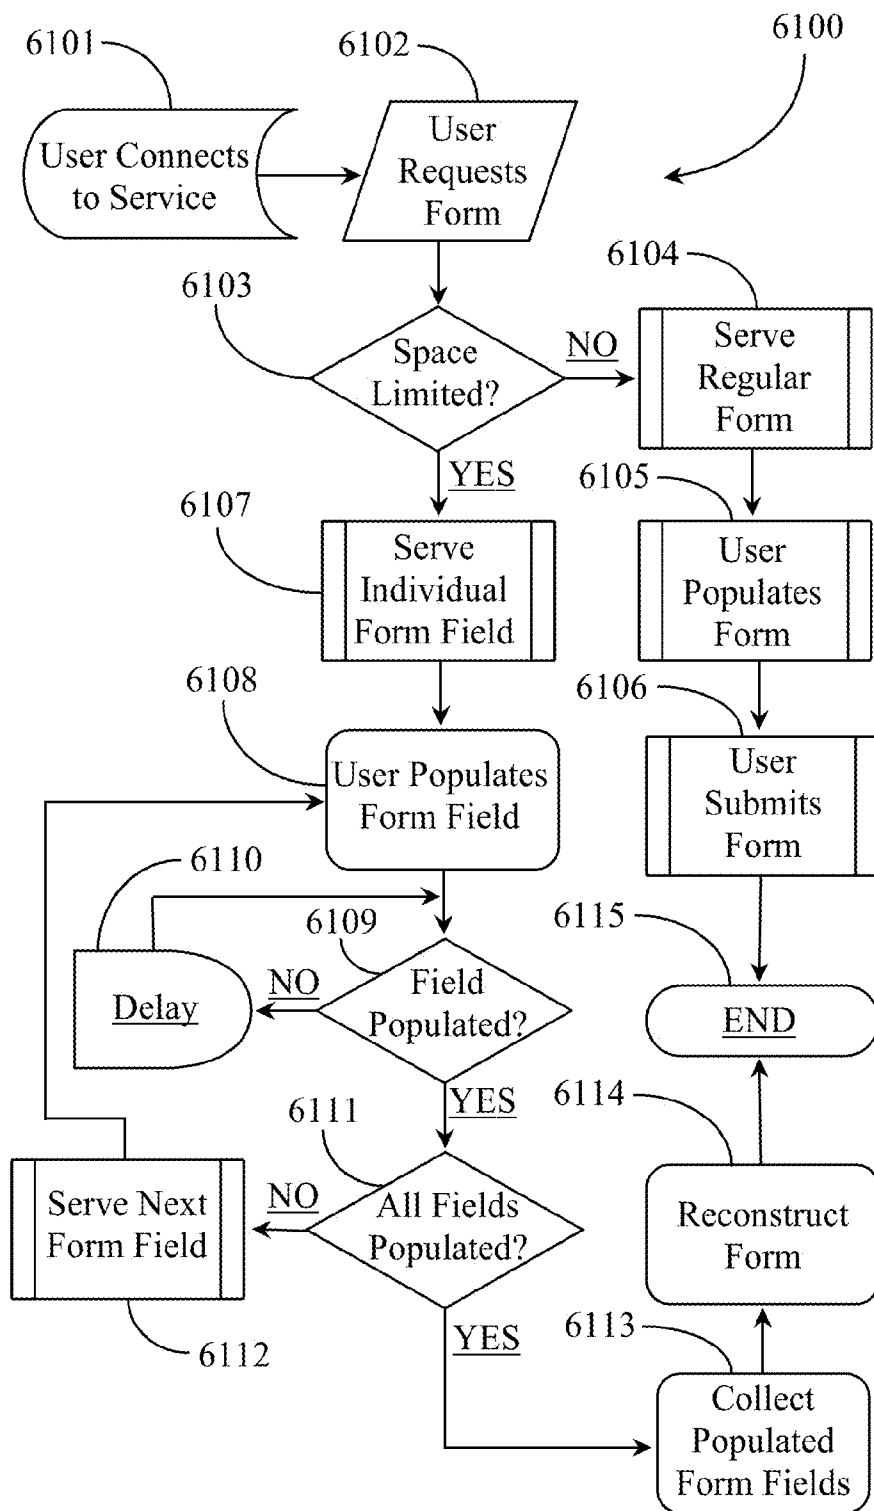 6101
6102
6100
User Connects
to Service
User
Requests
Form
6103
6104
Space
Limited?
NO
Serve
Regular
Form
YES
6107
6105
Serve
Individual
Form Field
User
Populates
Form
6108
6106
User Populates
Form Field
User
Submits
Form
6110
6109
6115
Delay
NO
Field
Populated?
END
YES
6111
6114
Serve Next
Form Field
NO
All Fields
Populated?
Reconstruct
Form
6112
YES
6113
Collect
Populated
Form Fields